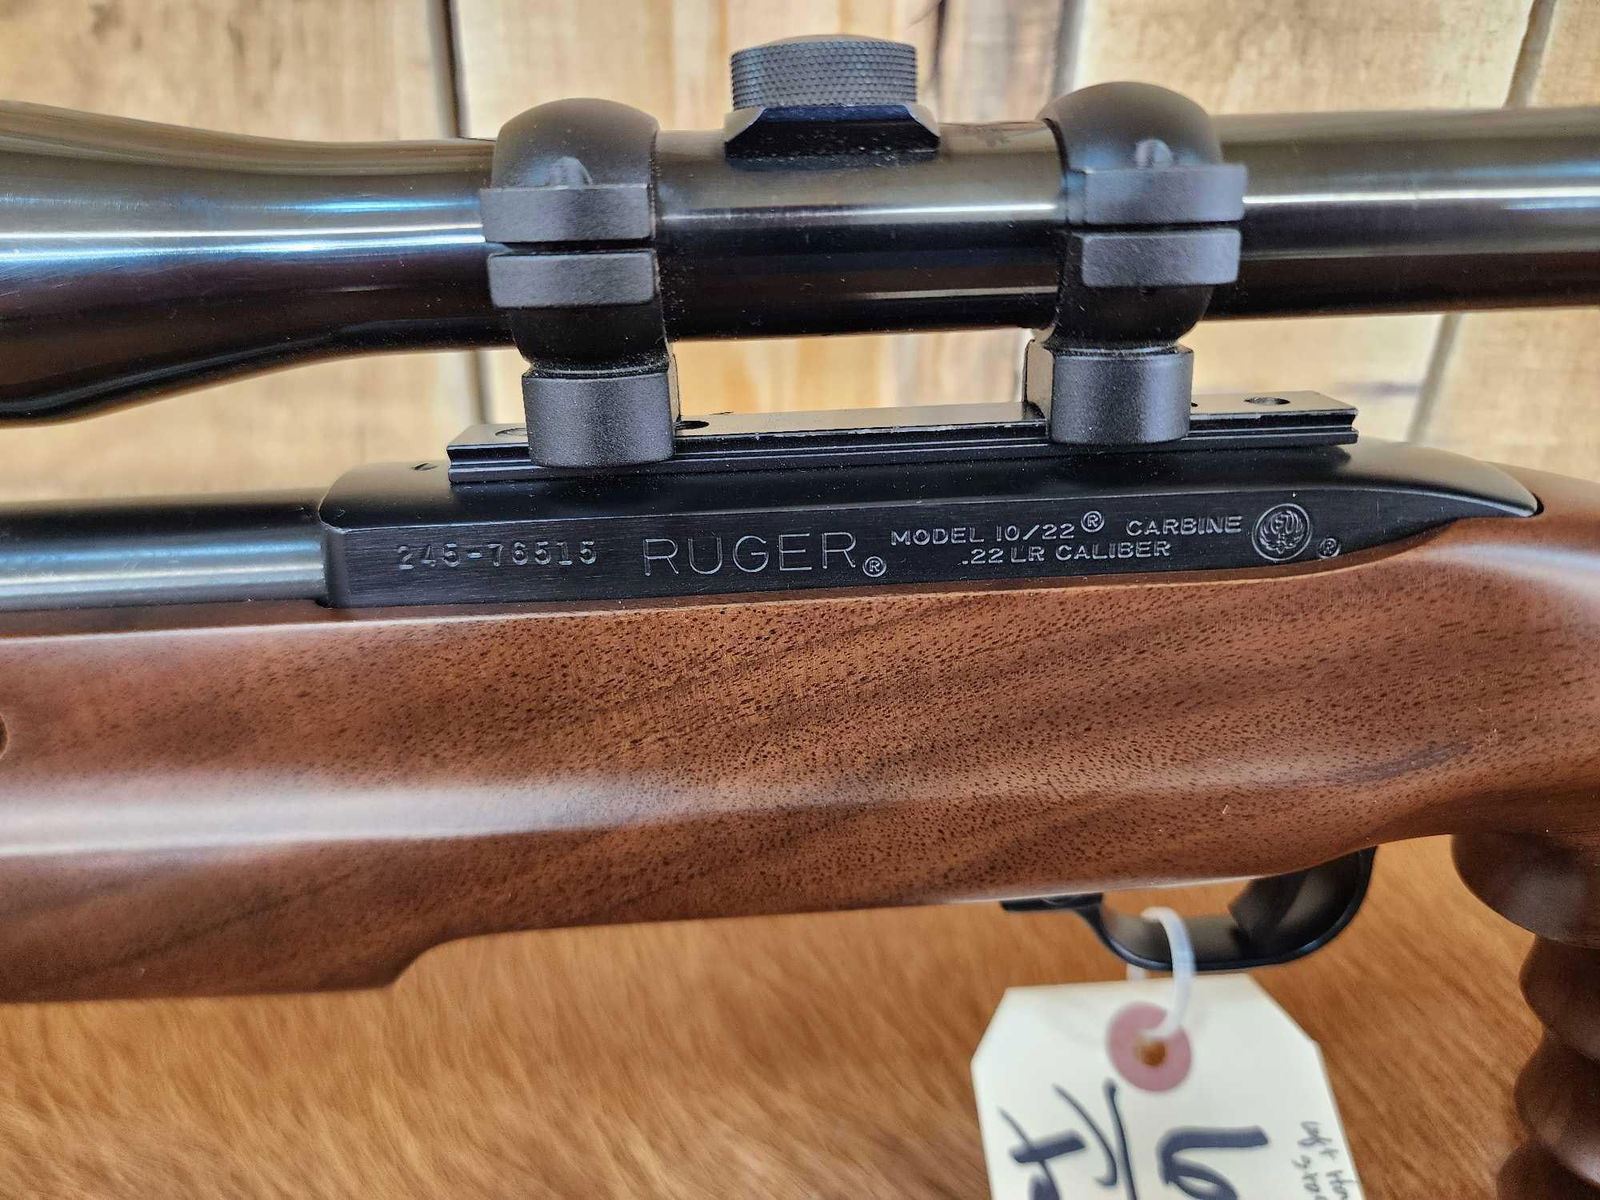 245-76515 RUGER®
MODEL 10/22® CARBINE
.22 LR CALIBER
®